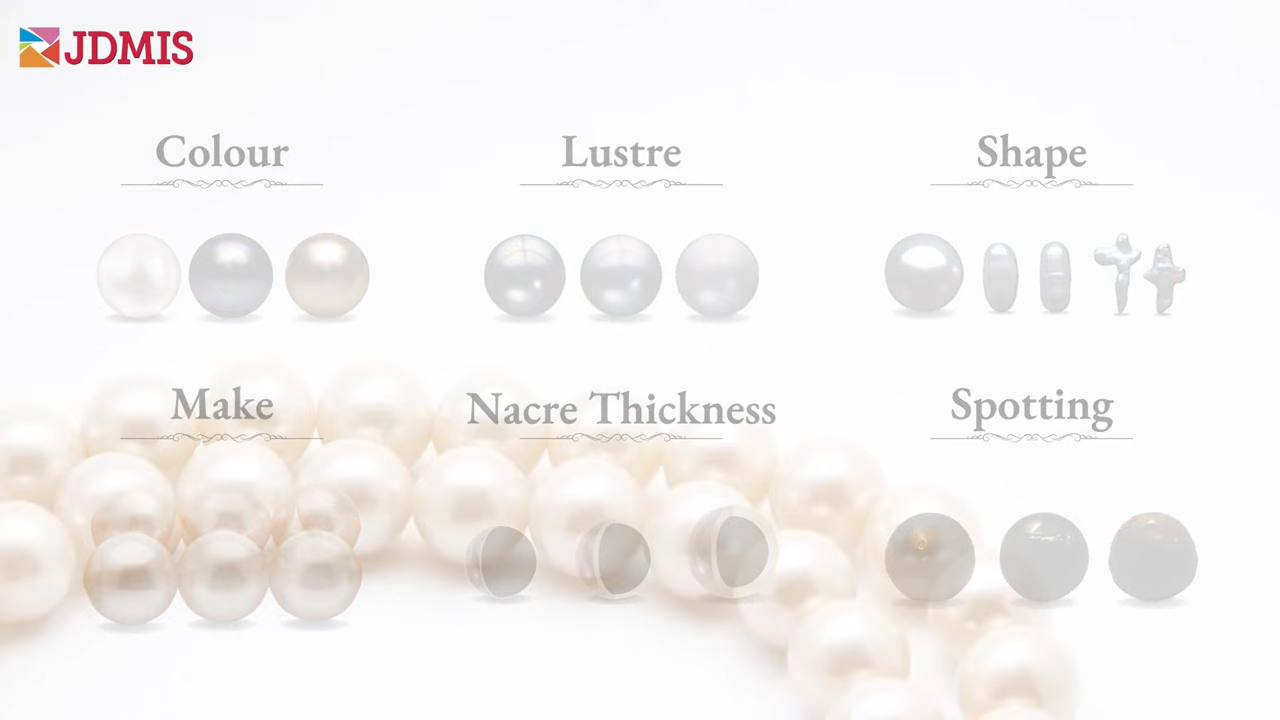 JDMIS
Colour
Lustre
Shape
Make
Nacre Thickness
Spotting